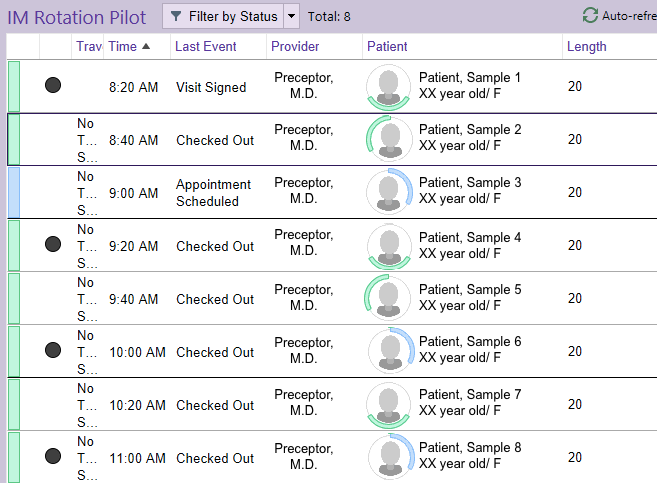 IM Rotation Pilot Filter by Status Total: 8 Auto-refre
Trav Time Last Event Provider Patient Length
8:20 AM Visit Signed Preceptor, M.D. Patient, Sample 1 20
XX year old/ F
No T... S... 8:40 AM Checked Out Preceptor, M.D. Patient, Sample 2 20
XX year old/ F
No T... S... 9:00 AM Appointment Scheduled Preceptor, M.D. Patient, Sample 3 20
XX year old/ F
No T... S... 9:20 AM Checked Out Preceptor, M.D. Patient, Sample 4 20
XX year old/ F
No T... S... 9:40 AM Checked Out Preceptor, M.D. Patient, Sample 5 20
XX year old/ F
No T... S... 10:00 AM Checked Out Preceptor, M.D. Patient, Sample 6 20
XX year old/ F
No T... S... 10:20 AM Checked Out Preceptor, M.D. Patient, Sample 7 20
XX year old/ F
No T... S... 11:00 AM Checked Out Preceptor, M.D. Patient, Sample 8 20
XX year old/ F